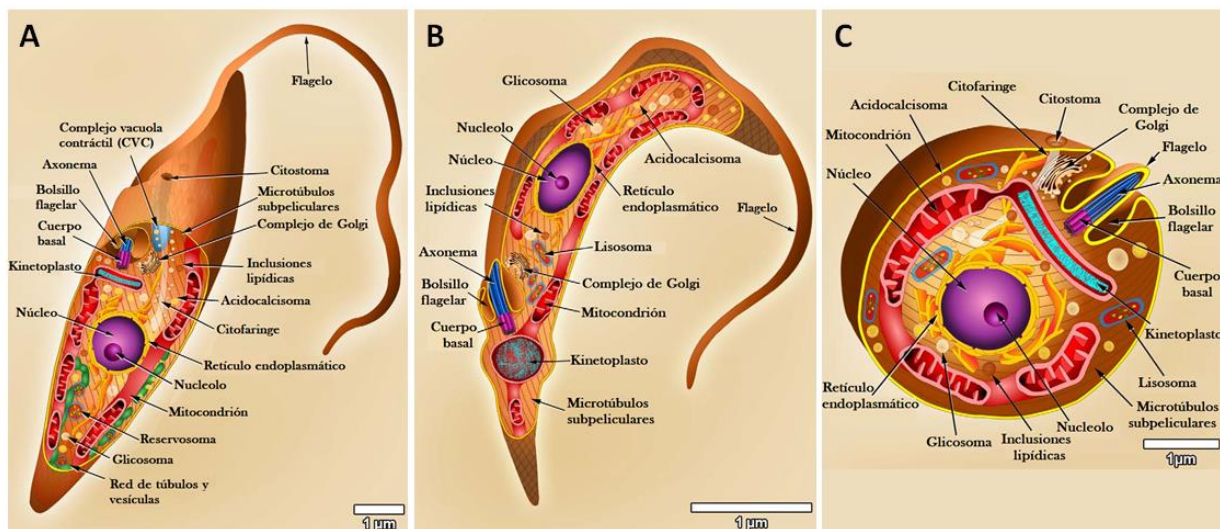 A
Flagelo
Complejo vacuola
contráctil (CVC)
Axonema
Bolsillo
flagelar
Cuerpo
basal
Kinetoplasto
Núcleo
Citostoma
Microtúbulos
subpeliculares
Complejo de Golgi
Inclusiones
lipídicas
Acidocalcisoma
Citofaringe
Retículo endoplasmático
Nucleolo
Mitocondrión
Reservosoma
Glicosoma
Red de túbulos y
vesículas
1 µm
B
Glicosoma
Nucleolo
Núcleo
Inclusiones
lipídicas
Axonema
Bolsillo
flagelar
Cuerpo
basal
Acidocalcisoma
Retículo
endoplasmático
Flagelo
Lisosoma
Complejo de Golgi
Mitocondrión
Kinetoplasto
Microtúbulos
subpeliculares
1 µm
C
Citofaringe
Acidocalcisoma
Mitocondrión
Núcleo
Citostoma
Complejo de
Golgi
Flagelo
Axonema
Bolsillo
flagelar
Cuerpo
basal
Kinetoplasto
Lisosoma
Microtúbulos
subpeliculares
Retículo
endoplasmático
Glicosoma
Inclusiones
lipídicas
Nucleolo
1µm